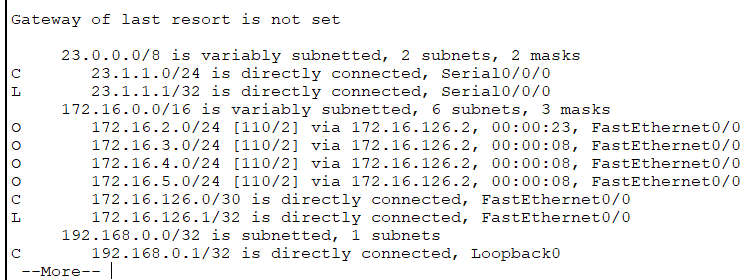 Gateway of last resort is not set
23.0.0.0/8 is variably subnetted, 2 subnets, 2 masks
C 23.1.1.0/24 is directly connected, Serial0/0/0
L 23.1.1.1/32 is directly connected, Serial0/0/0
172.16.0.0/16 is variably subnetted, 6 subnets, 3 masks
O 172.16.2.0/24 [110/2] via 172.16.126.2, 00:00:23, FastEthernet0/0
O 172.16.3.0/24 [110/2] via 172.16.126.2, 00:00:08, FastEthernet0/0
O 172.16.4.0/24 [110/2] via 172.16.126.2, 00:00:08, FastEthernet0/0
O 172.16.5.0/24 [110/2] via 172.16.126.2, 00:00:08, FastEthernet0/0
C 172.16.126.0/30 is directly connected, FastEthernet0/0
L 172.16.126.1/32 is directly connected, FastEthernet0/0
192.168.0.0/32 is subnetted, 1 subnets
C 192.168.0.1/32 is directly connected, Loopback0
--More--